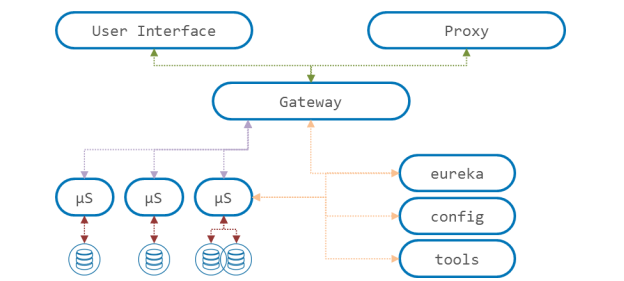 User Interface
Proxy
Gateway
µS
µS
µS
eureka
config
tools